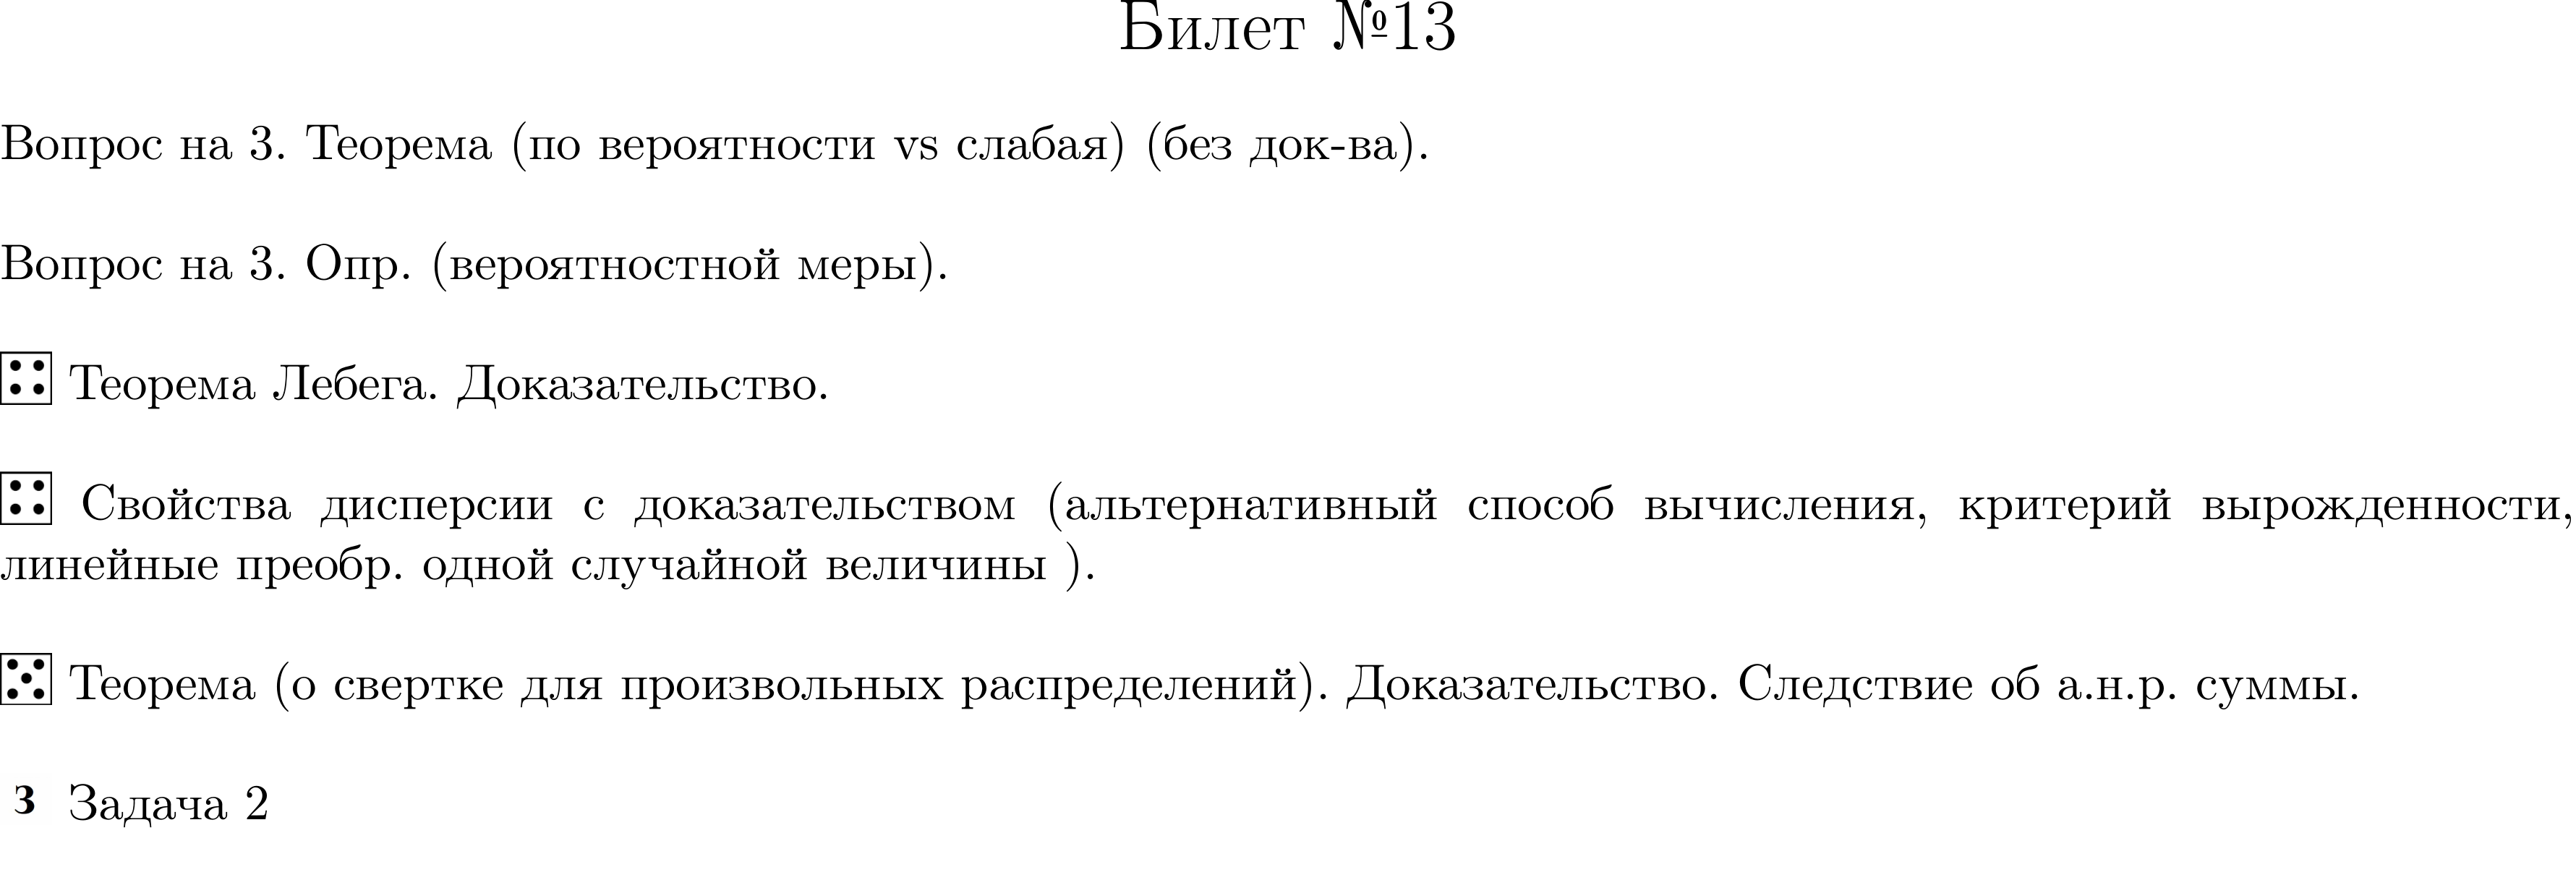 Билет №13
Вопрос на 3. Теорема (по вероятности vs слабая) (без док-ва).
Вопрос на 3. Опр. (вероятностной меры).
Теорема Лебега. Доказательство.
Свойства дисперсии с доказательством (альтернативный способ вычисления, критерий вырожденности,
линейные преобр. одной случайной величины ).
Теорема (о свертке для произвольных распределений). Доказательство. Следствие об а.н.р. суммы.
3 Задача 2